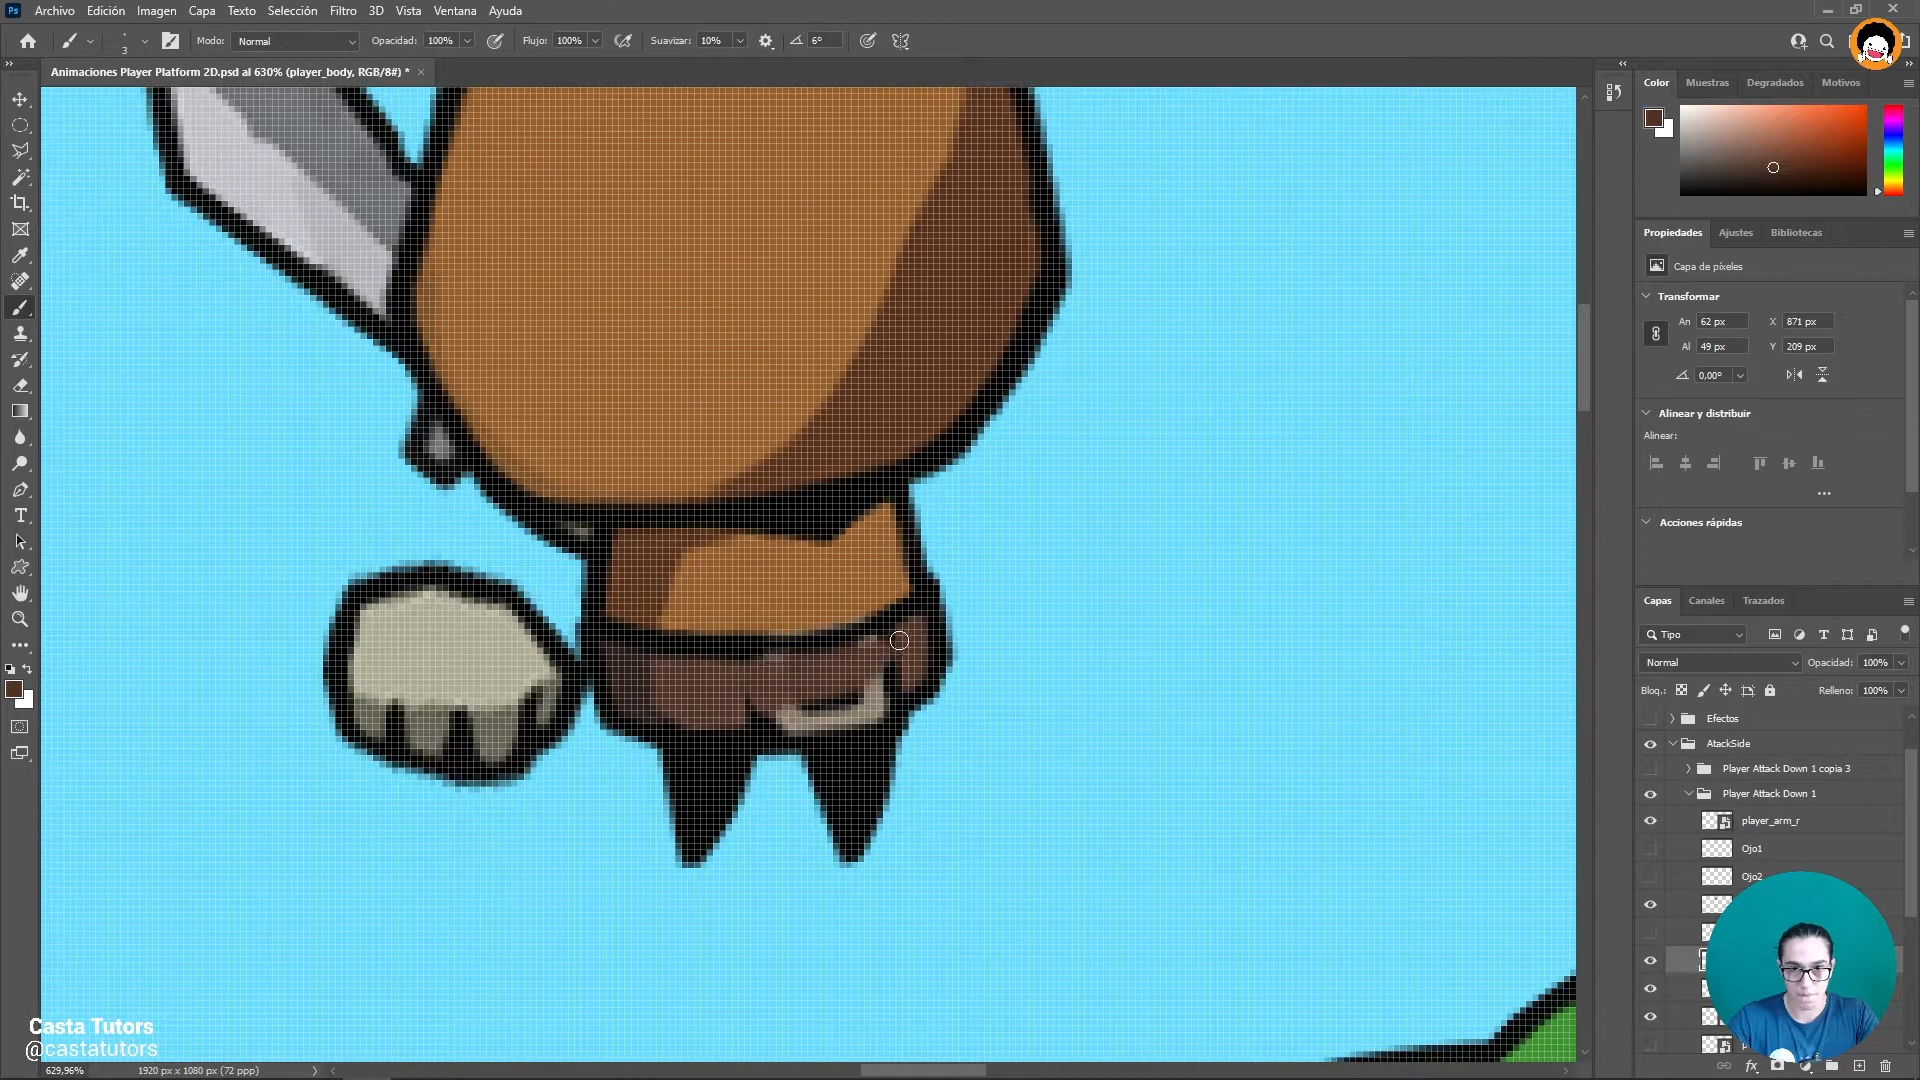 Ps Archivo Edición Imagen Capa Texto Selección Filtro 3D Vista Ventana Ayuda
3 Modo: Normal Opacidad: 100% Flujo: 100% Suavizar: 10% 6°
Animaciones Player Platform 2D.psd al 630% (player_body, RGB/8#) *
Color Muestras Degradados Motivos
Propiedades Ajustes Bibliotecas
Capa de píxeles
Transformar
An 62 px X 871 px
Al 49 px Y 209 px
0,00°
Alinear y distribuir
Alinear:
Acciones rápidas
Capas Canales Trazados
Tipo
Normal Opacidad: 100%
Bloq.: Relleno: 100%
Efectos
AtackSide
Player Attack Down 1 copia 3
Player Attack Down 1
player_arm_r
Ojo1
Ojo2
Casta Tutors
@castatutors
629,96% 1920 px x 1080 px (72 ppp)